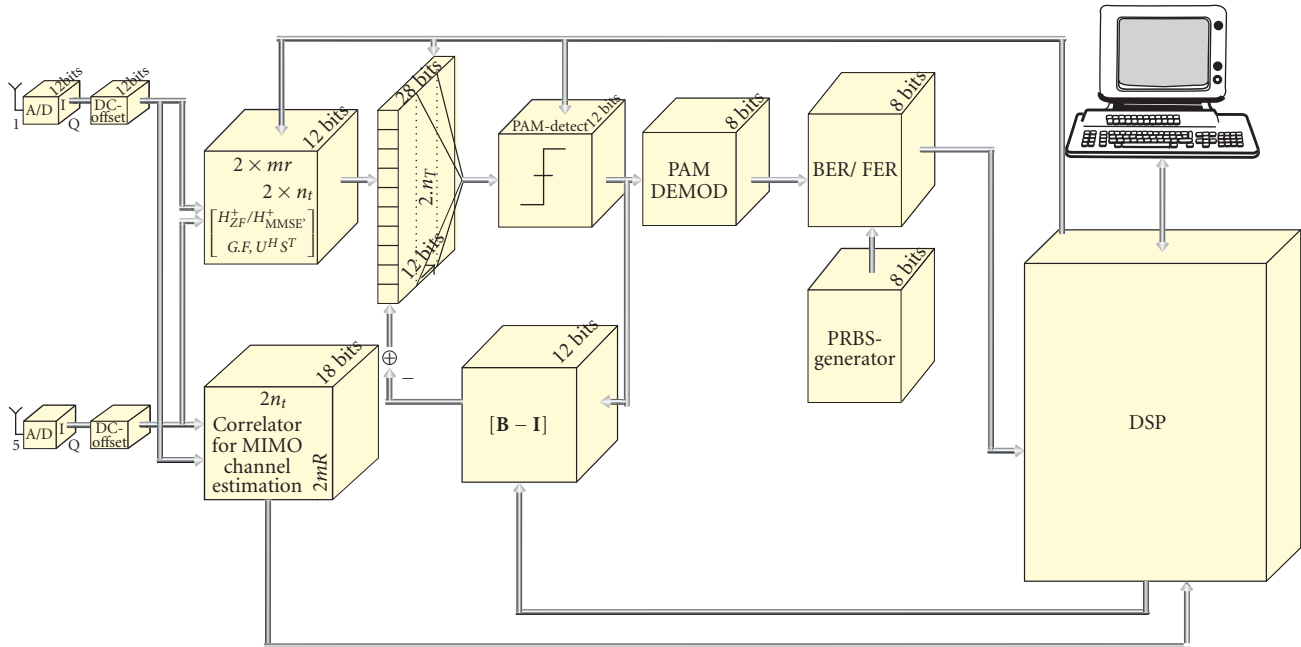 12bits
12bits
A/D
I
DC-
offset
1
Q
12 bits
2 × mr
2 × n_t
[H^+_ZF/H^+_MMSE,
G.F, U^H S^T]
28 bits
2.n_T
12 bits
12 bits
PAM-detect
8 bits
PAM
DEMOD
8 bits
BER/ FER
8 bits
PRBS-
generator
18 bits
2n_t
Correlator
for MIMO
channel
estimation
2mR
⊕
−
12 bits
[B − I]
DSP
A/D
I
DC-
offset
5
Q